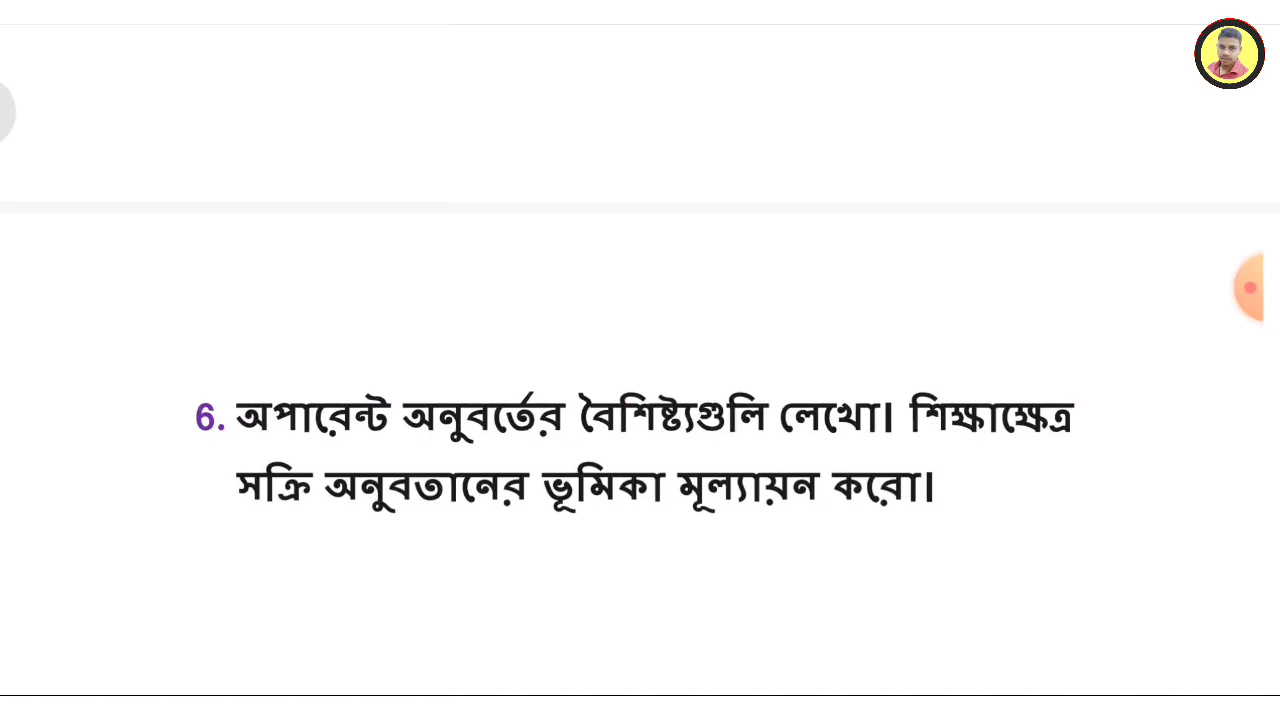 6. অপারেন্ট অনুবর্তের বৈশিষ্ট্যগুলি লেখো। শিক্ষাক্ষেত্র
সক্রি অনুবতানের ভূমিকা মূল্যায়ন করো।